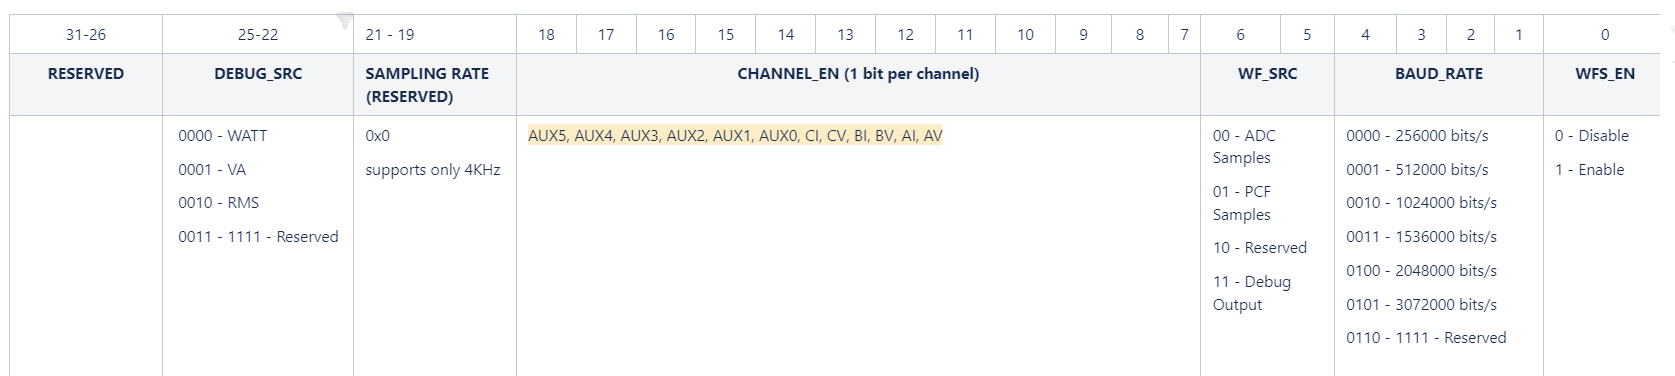 31-26 25-22 21 - 19 18 17 16 15 14 13 12 11 10 9 8 7 6 5 4 3 2 1 0
RESERVED
DEBUG_SRC
SAMPLING RATE
(RESERVED)
CHANNEL_EN (1 bit per channel)
WF_SRC
BAUD_RATE
WFS_EN
0000 - WATT
0001 - VA
0010 - RMS
0011 - 1111 - Reserved
0x0
supports only 4KHz
AUX5, AUX4, AUX3, AUX2, AUX1, AUX0, CI, CV, BI, BV, AI, AV
00 - ADC
Samples
01 - PCF
Samples
10 - Reserved
11 - Debug
Output
0000 - 256000 bits/s
0001 - 512000 bits/s
0010 - 1024000 bits/s
0011 - 1536000 bits/s
0100 - 2048000 bits/s
0101 - 3072000 bits/s
0110 - 1111 - Reserved
0 - Disable
1 - Enable